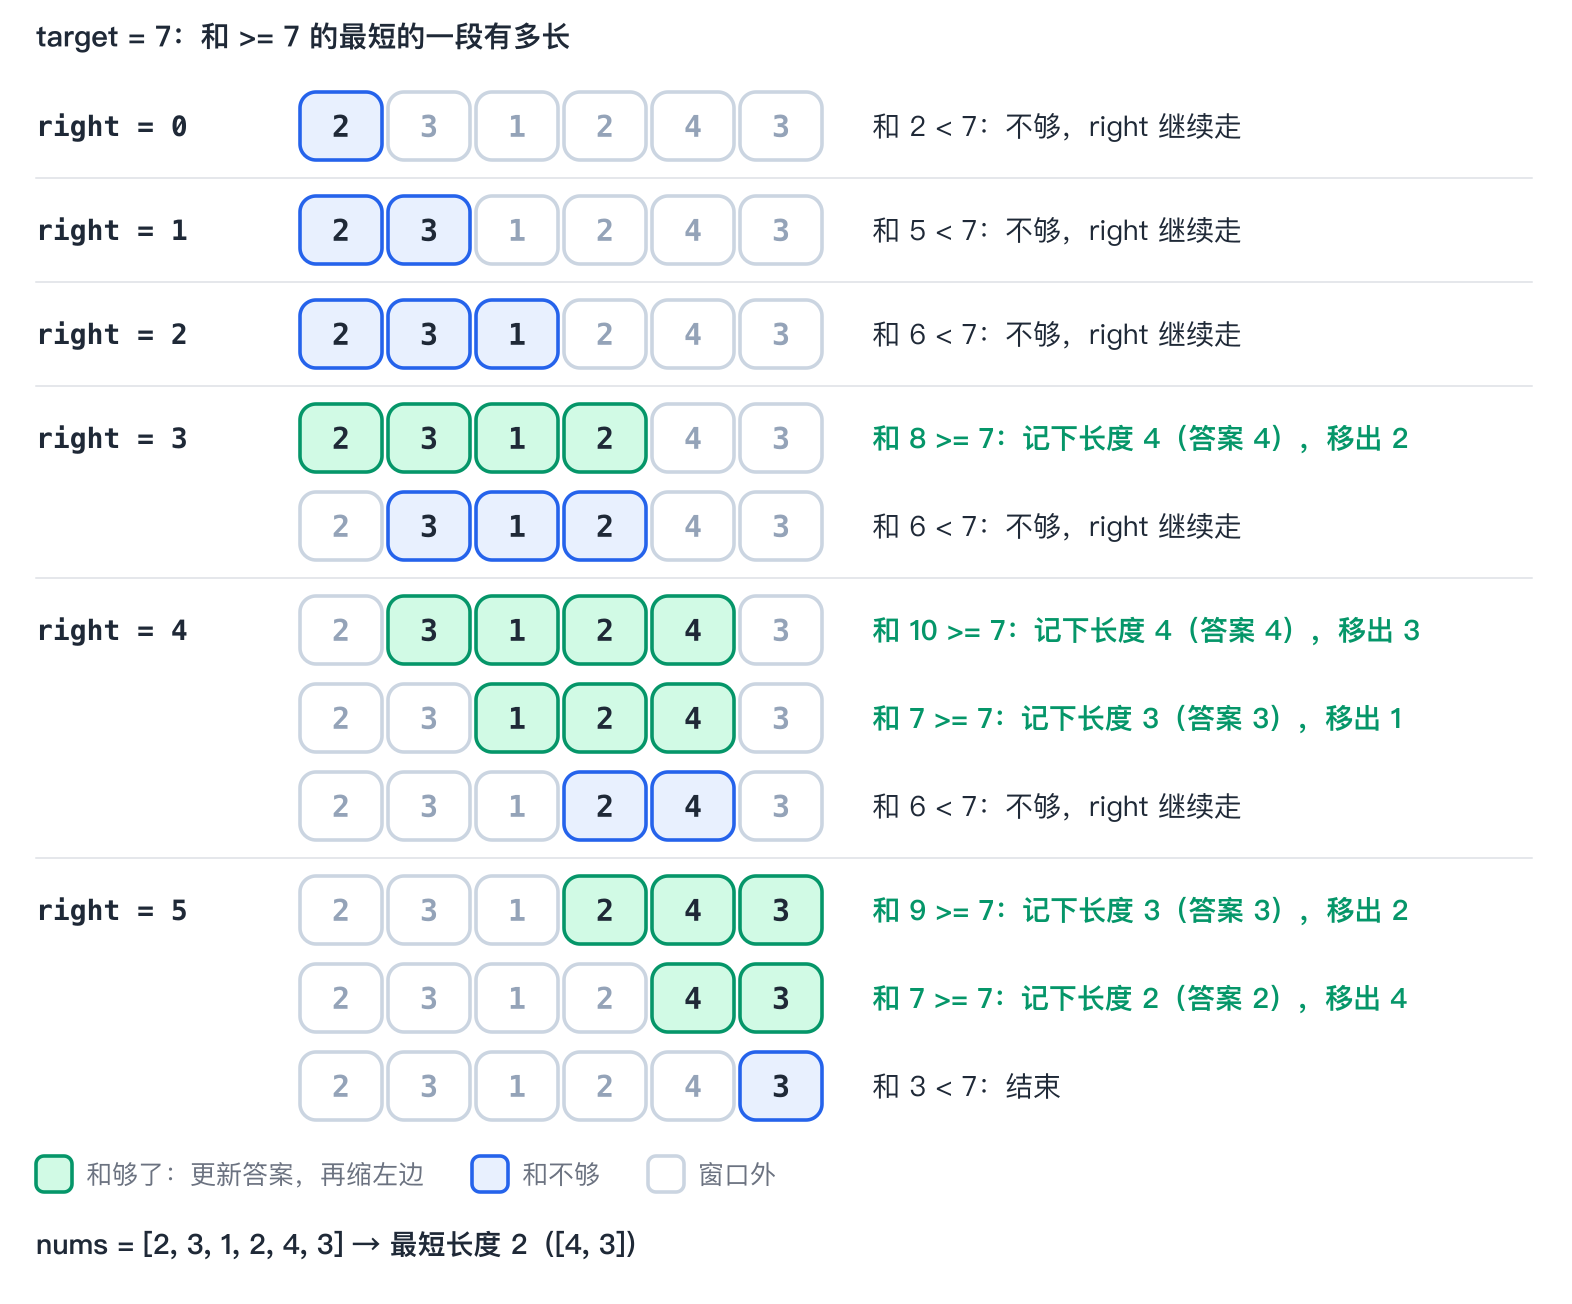 target = 7：和 >= 7 的最短的一段有多长
right = 0 2 3 1 2 4 3 和 2 < 7：不够，right 继续走
right = 1 2 3 1 2 4 3 和 5 < 7：不够，right 继续走
right = 2 2 3 1 2 4 3 和 6 < 7：不够，right 继续走
right = 3 2 3 1 2 4 3 和 8 >= 7：记下长度 4（答案 4），移出 2
2 3 1 2 4 3 和 6 < 7：不够，right 继续走
right = 4 2 3 1 2 4 3 和 10 >= 7：记下长度 4（答案 4），移出 3
2 3 1 2 4 3 和 7 >= 7：记下长度 3（答案 3），移出 1
2 3 1 2 4 3 和 6 < 7：不够，right 继续走
right = 5 2 3 1 2 4 3 和 9 >= 7：记下长度 3（答案 3），移出 2
2 3 1 2 4 3 和 7 >= 7：记下长度 2（答案 2），移出 4
2 3 1 2 4 3 和 3 < 7：结束
和够了：更新答案，再缩左边 和不够 窗口外
nums = [2, 3, 1, 2, 4, 3] → 最短长度 2（[4, 3]）